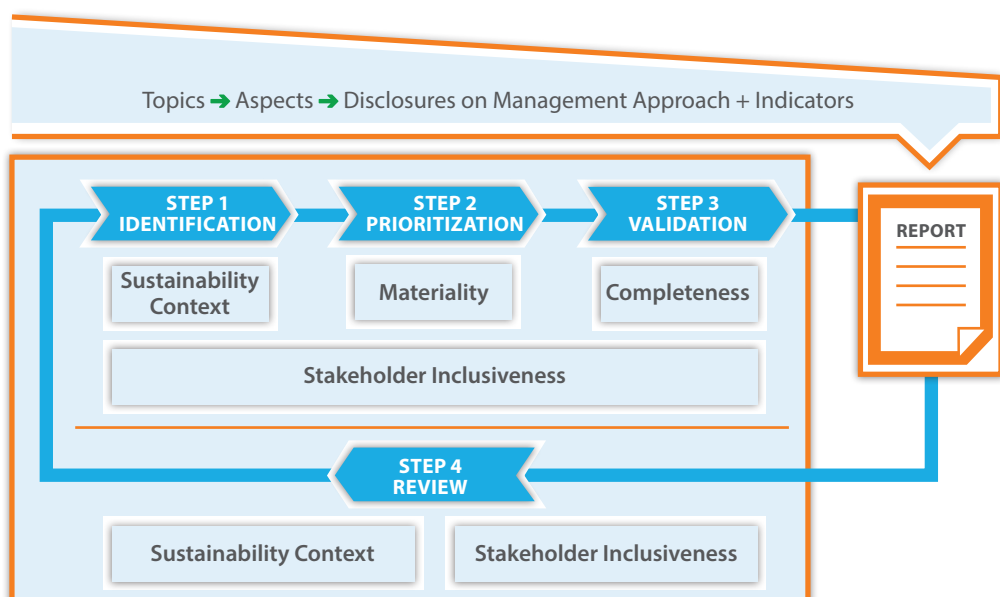 Topics ➔ Aspects ➔ Disclosures on Management Approach + Indicators
STEP 1
IDENTIFICATION
STEP 2
PRIORITIZATION
STEP 3
VALIDATION
REPORT
Sustainability
Context
Materiality
Completeness
Stakeholder Inclusiveness
STEP 4
REVIEW
Sustainability Context
Stakeholder Inclusiveness